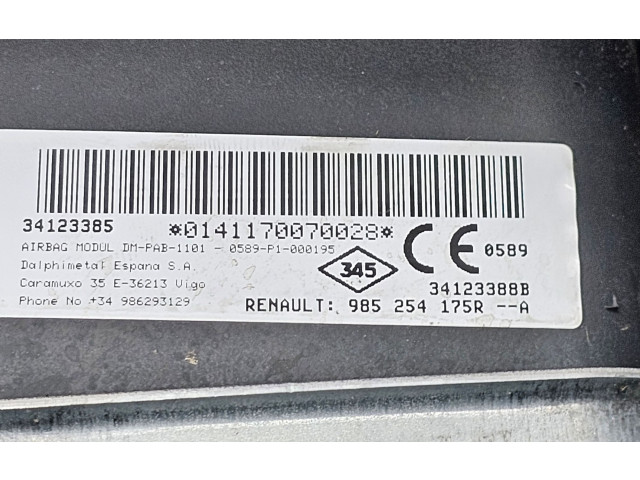 34123385 *0141170070028*
AIRBAG MODUL DM-PAB-1101 - 0589-P1-000195
Dalphimetal Espana S.A.
Caramuxo 35 E-36213 Vigo
Phone No +34 986293129
345
CE 0589
34123388B
RENAULT: 985 254 175R --A